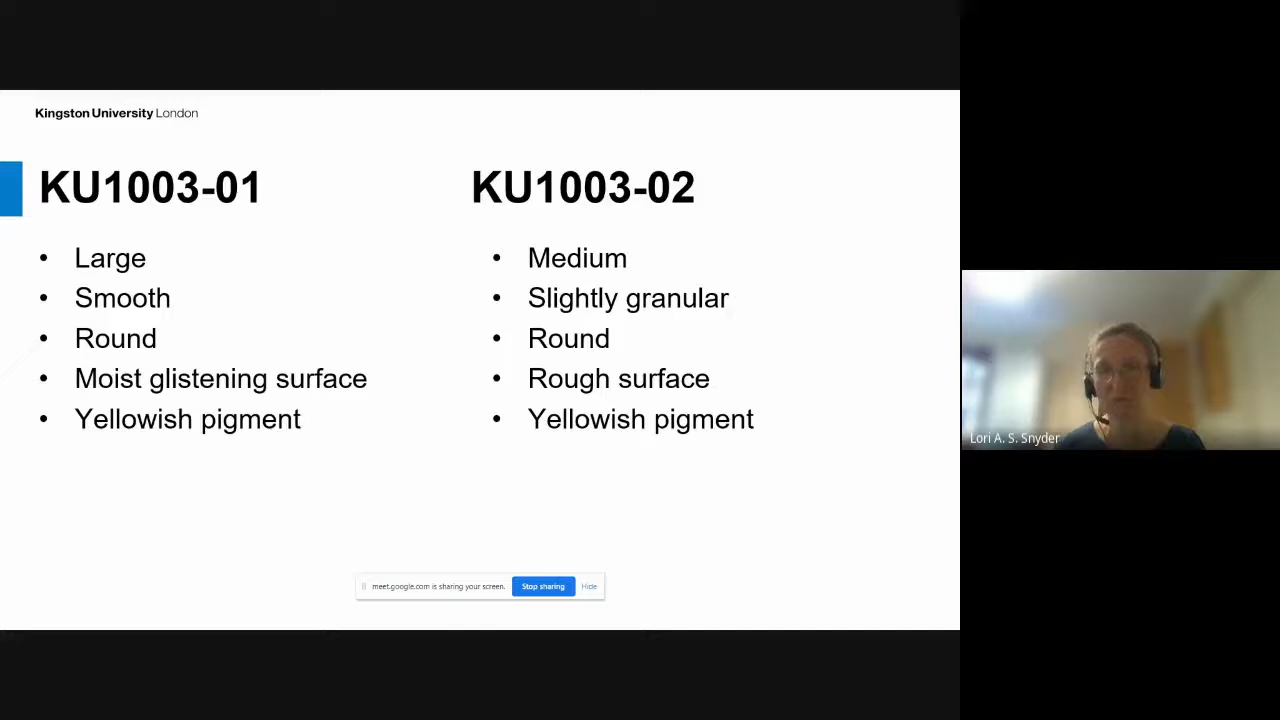 Kingston University London
KU1003-01
• Large
• Smooth
• Round
• Moist glistening surface
• Yellowish pigment
KU1003-02
• Medium
• Slightly granular
• Round
• Rough surface
• Yellowish pigment
meet.google.com is sharing your screen. Stop sharing Hide
Lori A. S. Snyder